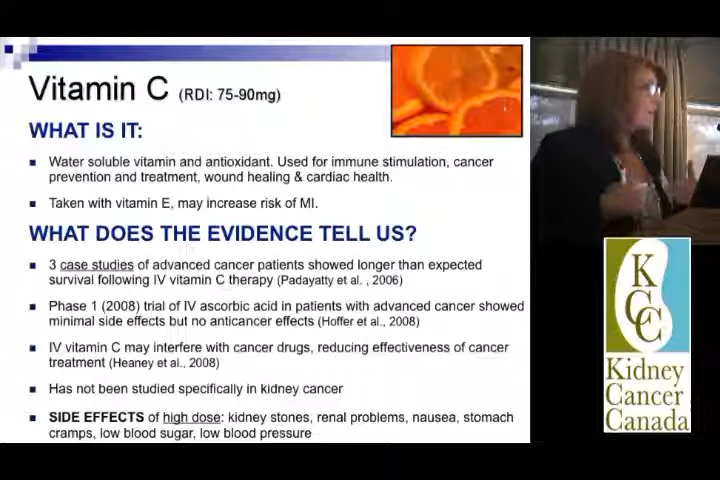 Vitamin C (RDI: 75-90mg)
WHAT IS IT:
Water soluble vitamin and antioxidant. Used for immune stimulation, cancer
prevention and treatment, wound healing & cardiac health.
Taken with vitamin E, may increase risk of MI.
WHAT DOES THE EVIDENCE TELL US?
3 case studies of advanced cancer patients showed longer than expected
survival following IV vitamin C therapy (Padayatty et al. , 2006)
Phase 1 (2008) trial of IV ascorbic acid in patients with advanced cancer showed
minimal side effects but no anticancer effects (Hoffer et al., 2008)
IV vitamin C may interfere with cancer drugs, reducing effectiveness of cancer
treatment (Heaney et al., 2008)
Has not been studied specifically in kidney cancer
SIDE EFFECTS of high dose: kidney stones, renal problems, nausea, stomach
cramps, low blood sugar, low blood pressure
K
C
C
Kidney
Cancer
Canada